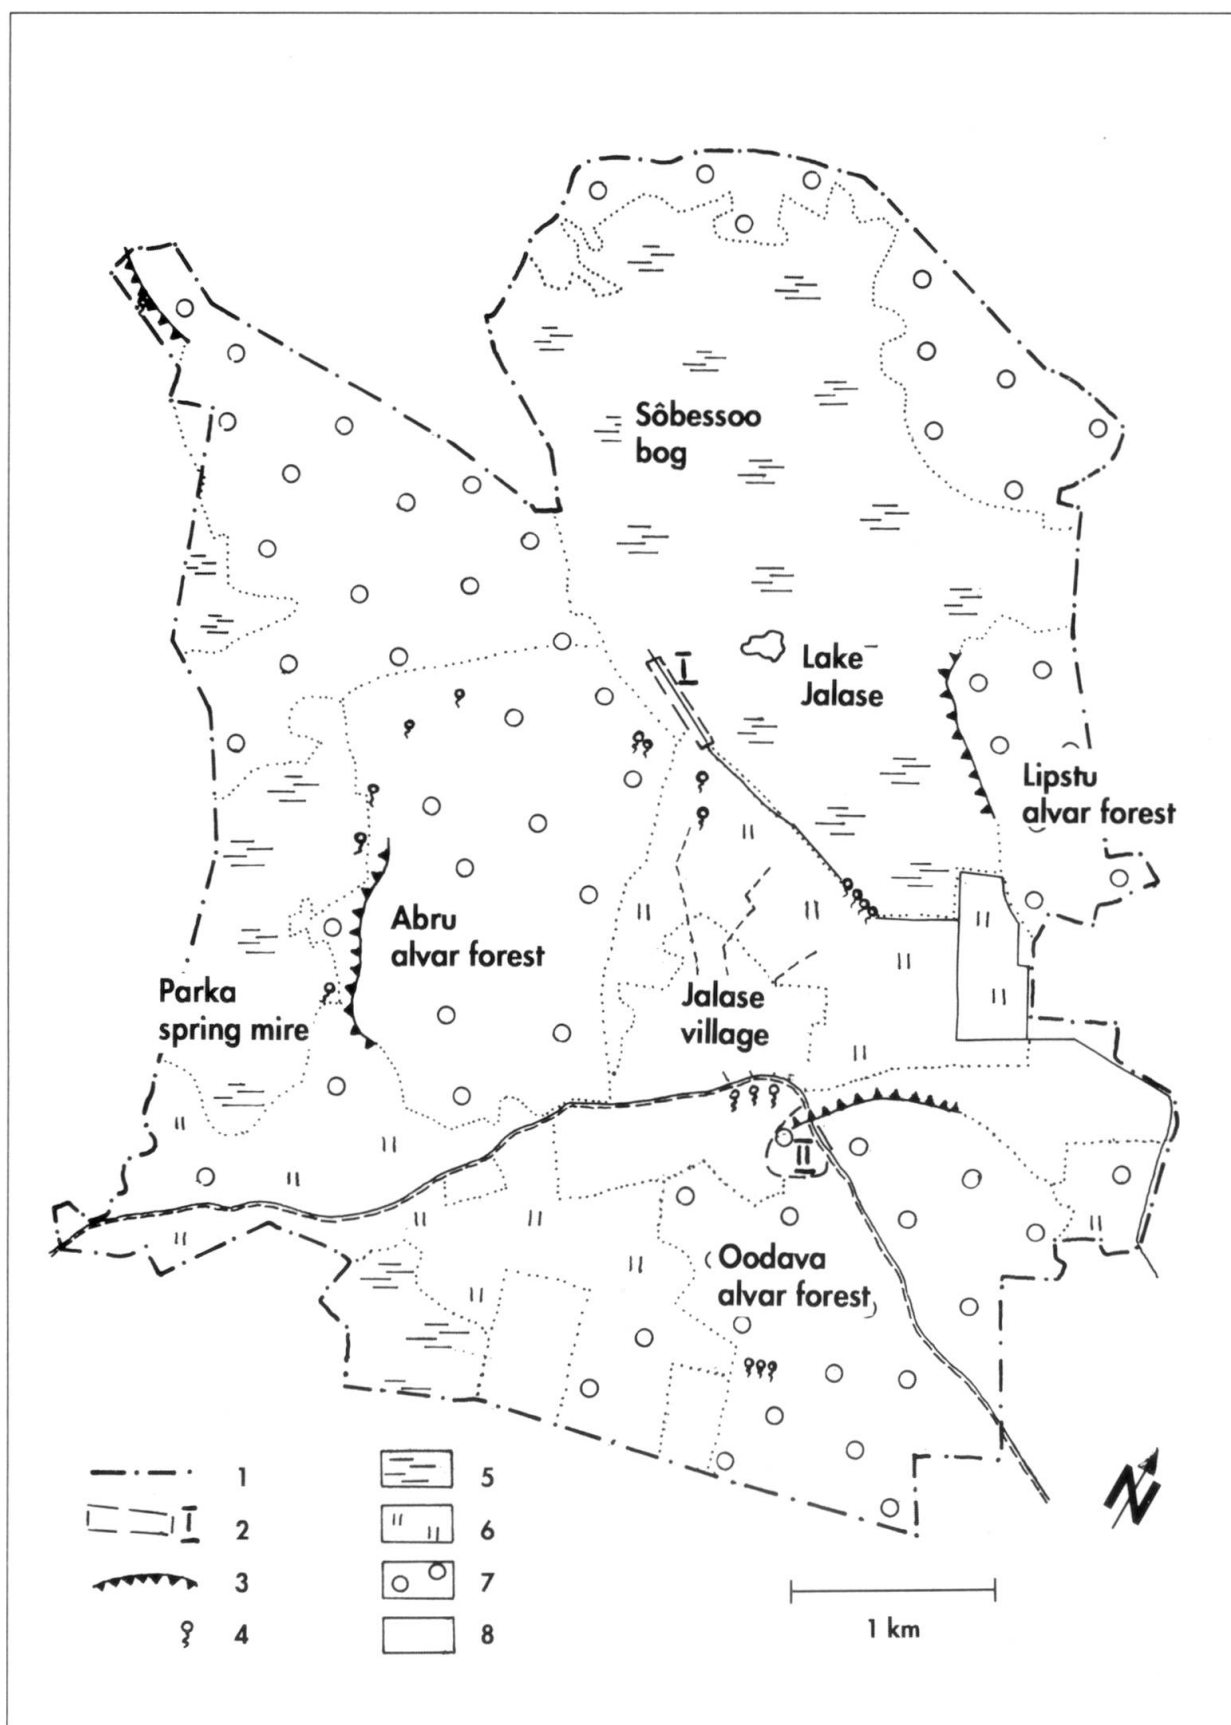 Sôbessoo
bog
I
Lake
Jalase
Lipstu
alvar forest
Abru
alvar forest
Parka
spring mire
Jalase
village
II
Oodava
alvar forest
1
5
I 2
6
3
7
4
8
N
1 km